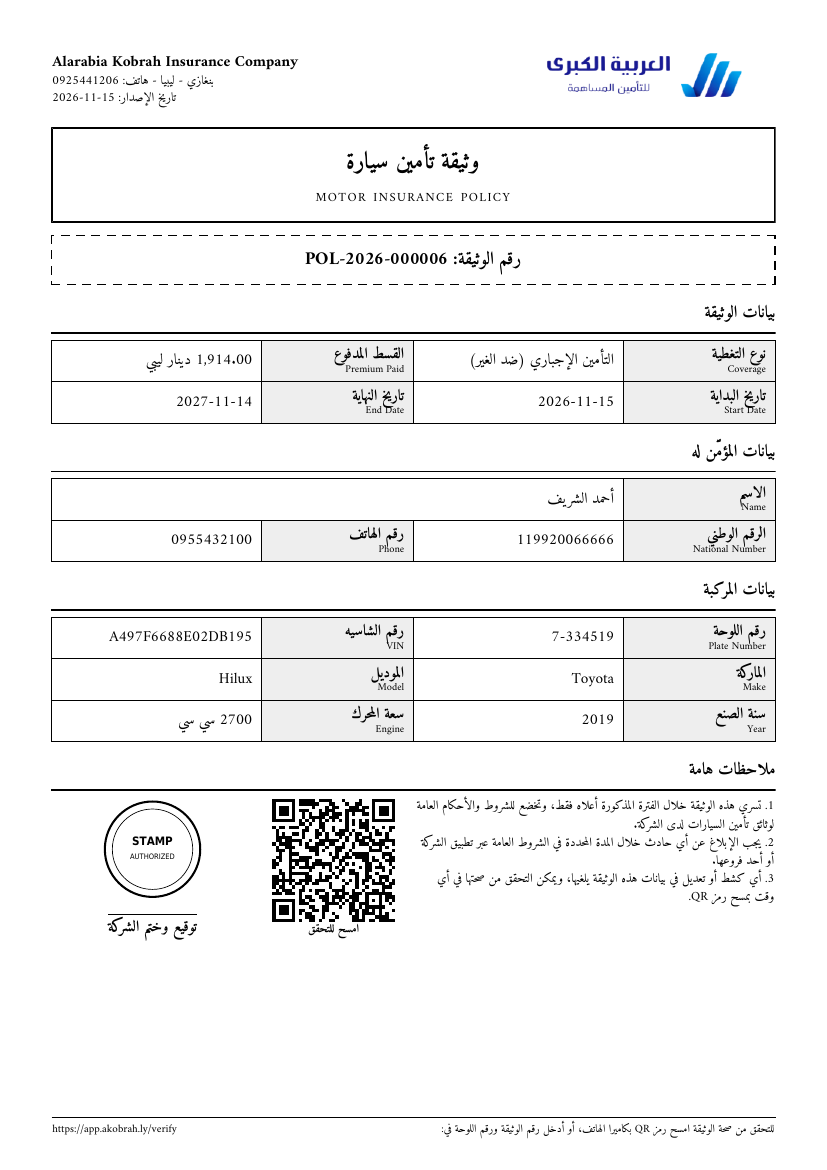 Alarabia Kobrah Insurance Company
بنغازي - ليبيا - هاتف: 0925441206
تاريخ الإصدار: 2026-11-15
العربية الكبرى
للتأمين المساهمة
وثيقة تأمين سيارة
MOTOR INSURANCE POLICY
رقم الوثيقة: POL-2026-000006
بيانات الوثيقة
نوع التغطية
Coverage
التأمين الإجباري (ضد الغير)
القسط المدفوع
Premium Paid
1,914.00 دينار ليبي
تاريخ البداية
Start Date
2026-11-15
تاريخ النهاية
End Date
2027-11-14
بيانات المؤمّن له
الاسم
Name
أحمد الشريف
الرقم الوطني
National Number
119920066666
رقم الهاتف
Phone
0955432100
بيانات المركبة
رقم اللوحة
Plate Number
7-334519
رقم الشاسيه
VIN
A497F6688E02DB195
الماركة
Make
Toyota
الموديل
Model
Hilux
سنة الصنع
Year
2019
سعة المحرك
Engine
2700 سي سي
ملاحظات هامة
1. تسري هذه الوثيقة خلال الفترة المذكورة أعلاه فقط، وتخضع للشروط والأحكام العامة
لوثائق تأمين السيارات لدى الشركة.
2. يجب الإبلاغ عن أي حادث خلال المدة المحددة في الشروط العامة عبر تطبيق الشركة
أو أحد فروعها.
3. أي كشط أو تعديل في بيانات هذه الوثيقة يلغيها، ويمكن التحقق من صحتها في أي
وقت بمسح رمز QR.
امسح للتحقق
STAMP
AUTHORIZED
توقيع وختم الشركة
للتحقق من صحة الوثيقة امسح رمز QR بكاميرا الهاتف، أو أدخل رقم الوثيقة ورقم اللوحة في:
https://app.akobrah.ly/verify